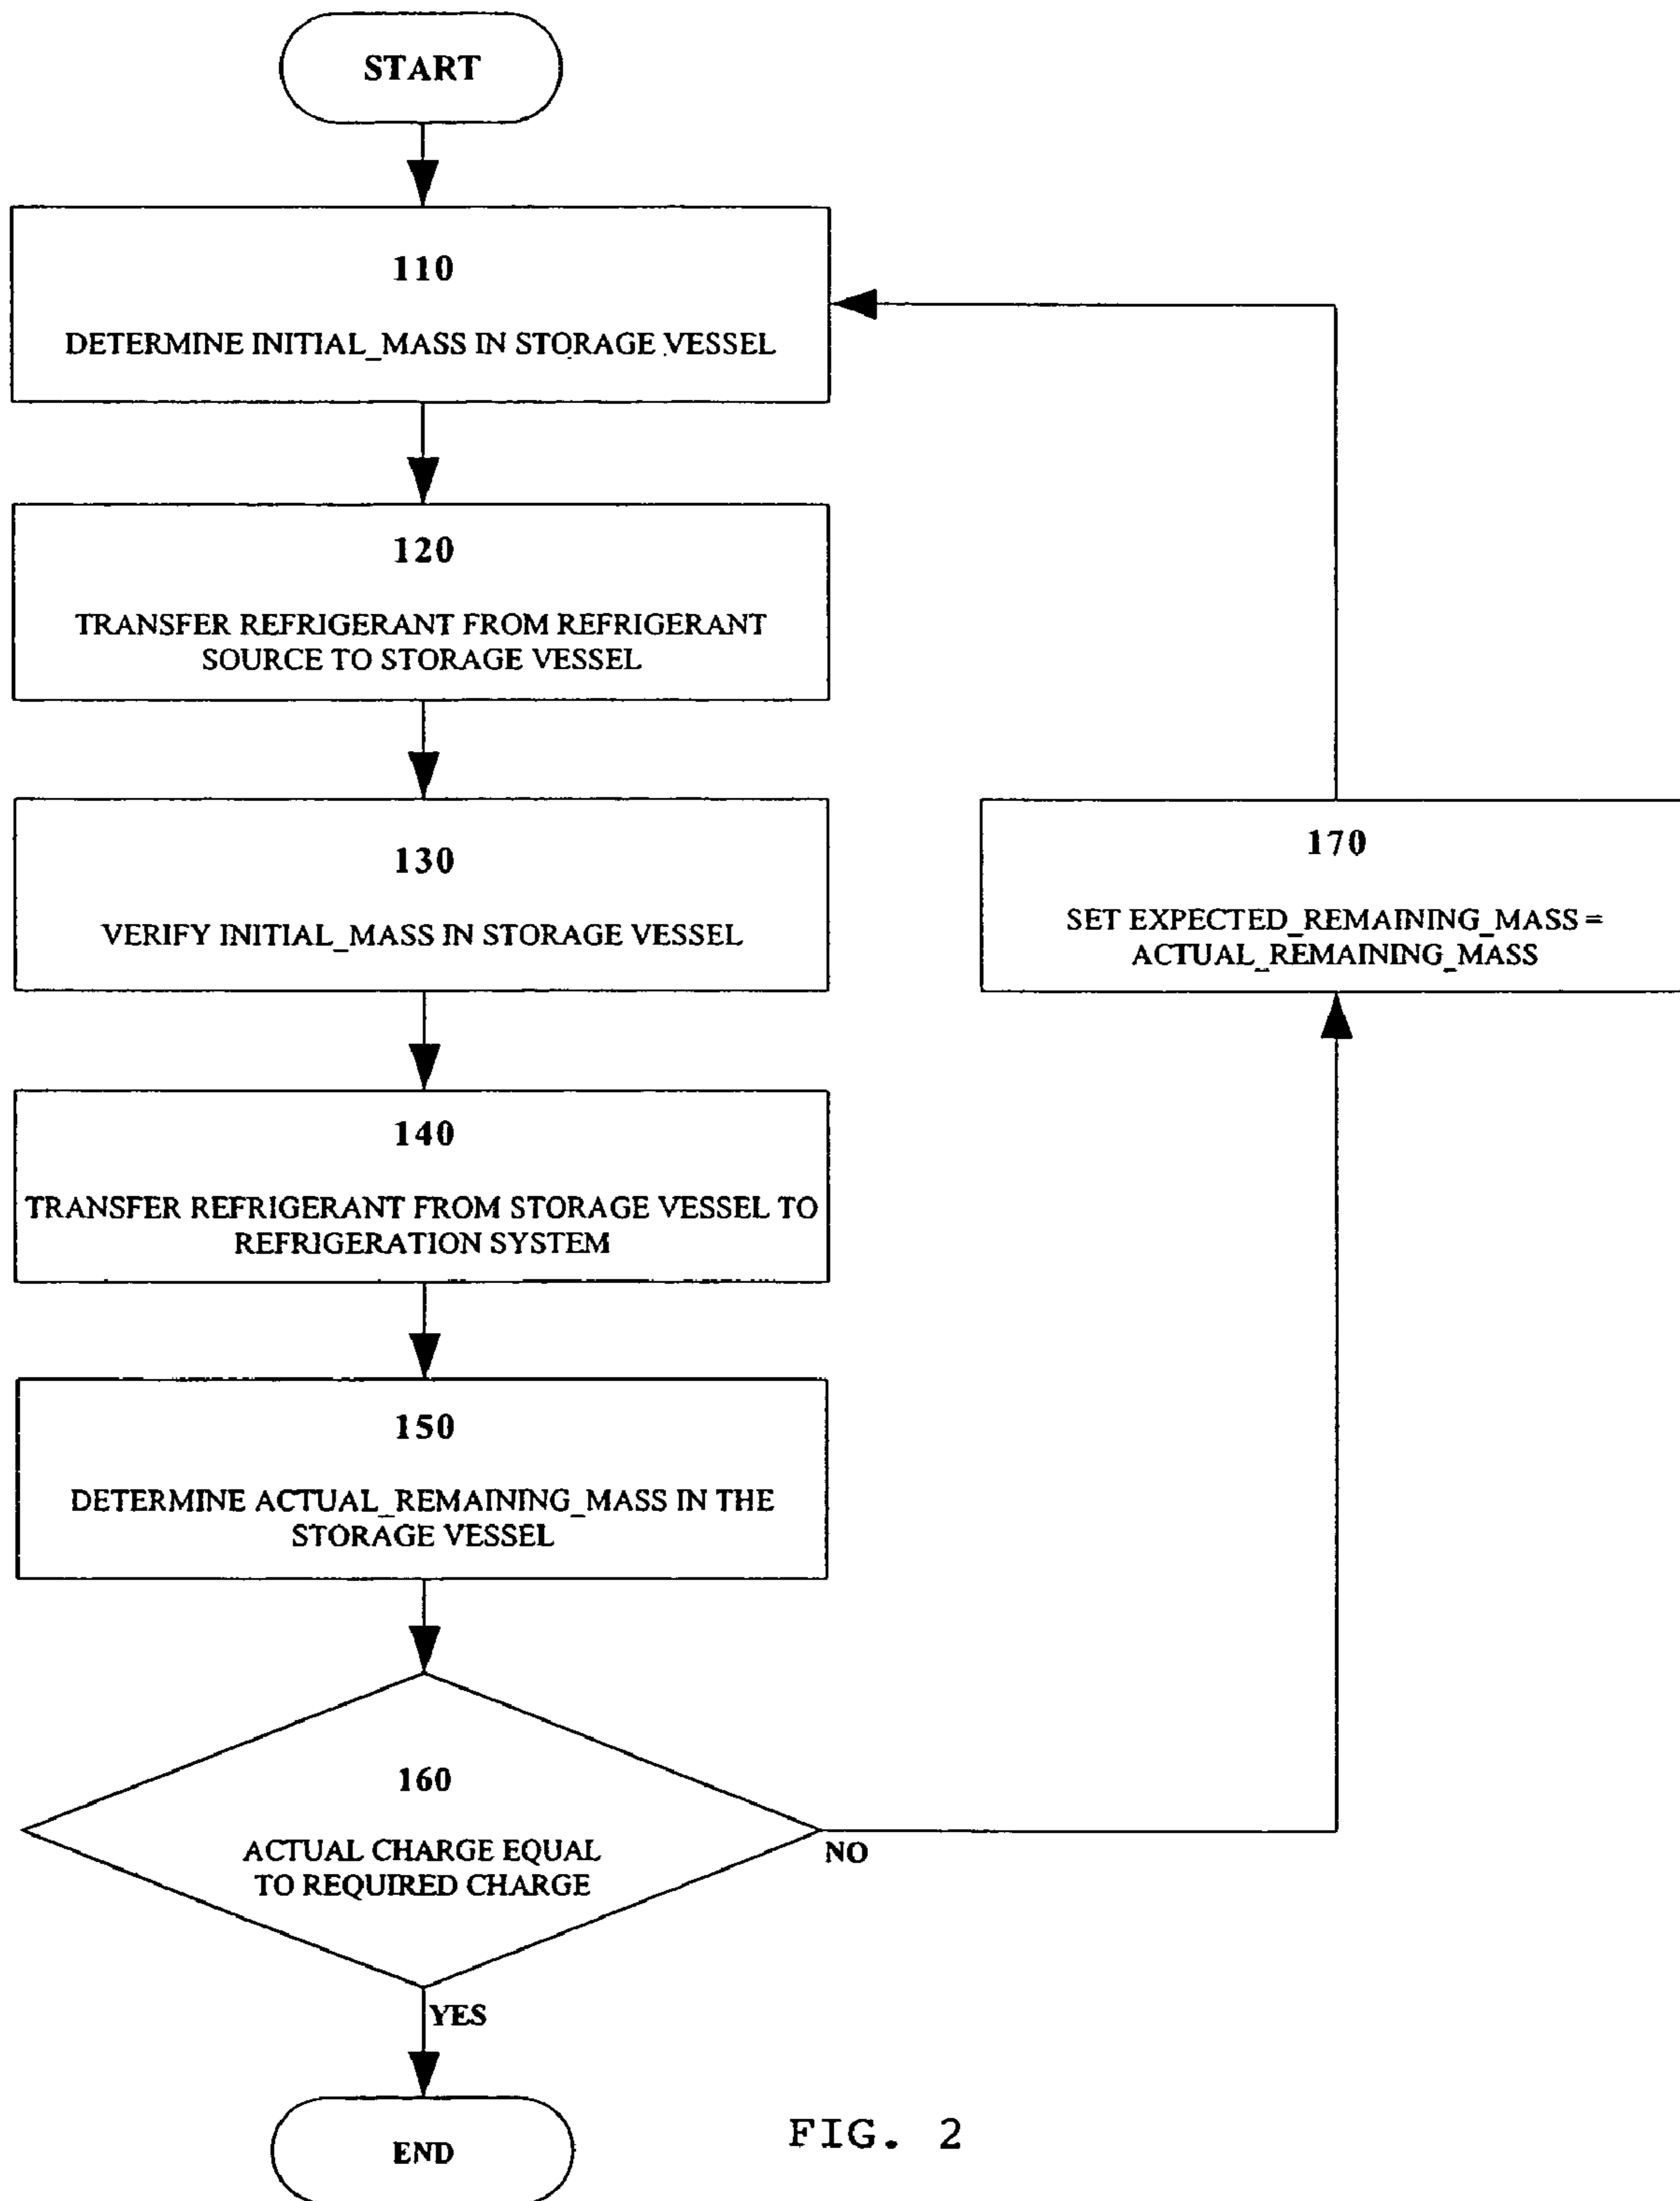 START
110
DETERMINE INITIAL_MASS IN STORAGE VESSEL
120
TRANSFER REFRIGERANT FROM REFRIGERANT
SOURCE TO STORAGE VESSEL
130
VERIFY INITIAL_MASS IN STORAGE VESSEL
170
SET EXPECTED_REMAINING_MASS =
ACTUAL_REMAINING_MASS
140
TRANSFER REFRIGERANT FROM STORAGE VESSEL TO
REFRIGERATION SYSTEM
150
DETERMINE ACTUAL_REMAINING_MASS IN THE
STORAGE VESSEL
160
ACTUAL CHARGE EQUAL
TO REQUIRED CHARGE
NO
YES
END
FIG. 2